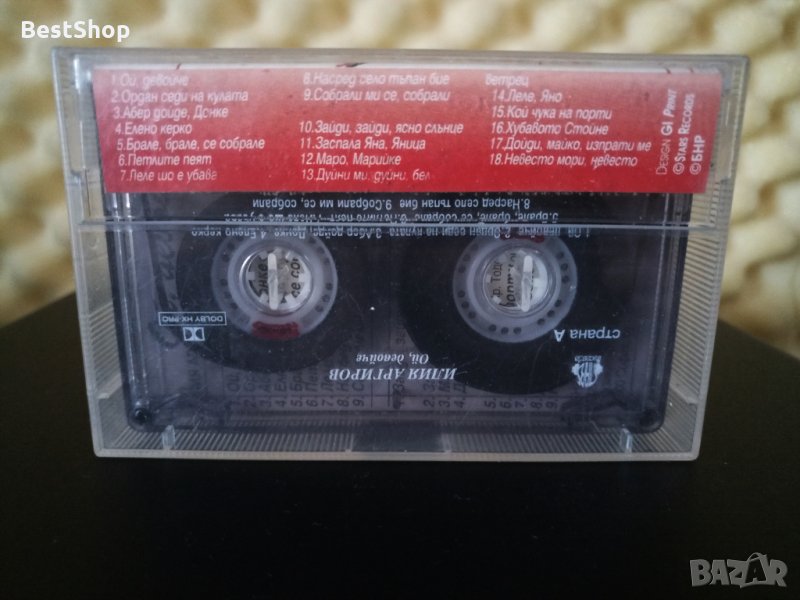 BestShop
1.Ой, девойче
2.Ордан седи на кулата
3.Абер дойде, Донке
4.Елено керко
5.Брале, брале, се собрале
6.Петлите пеят
7.Леле шо е убава
8.Насред село тъпан бие
9.Собрали ми се, собрали
10.Зайди, зайди, ясно слънце
11.Заспала Яна, Яница
12.Маро, Марийке
13.Дуйни ми, дуйни, бел
ветрец
14.Леле, Яно
15.Кой чука на порти
16.Хубавото Стойне
17.Дойди, майко, изпрати ме
18.Невесто мори, невесто
DESIGN GI PRINT
© STARS RECORDS
© БНР
8.Насред село тъпан бие 9.Собрали ми се, собрали
страна А
DOLBY HX PRO
ИЛИЯ АРГИРОВ
Ой, девойче
BAZAR